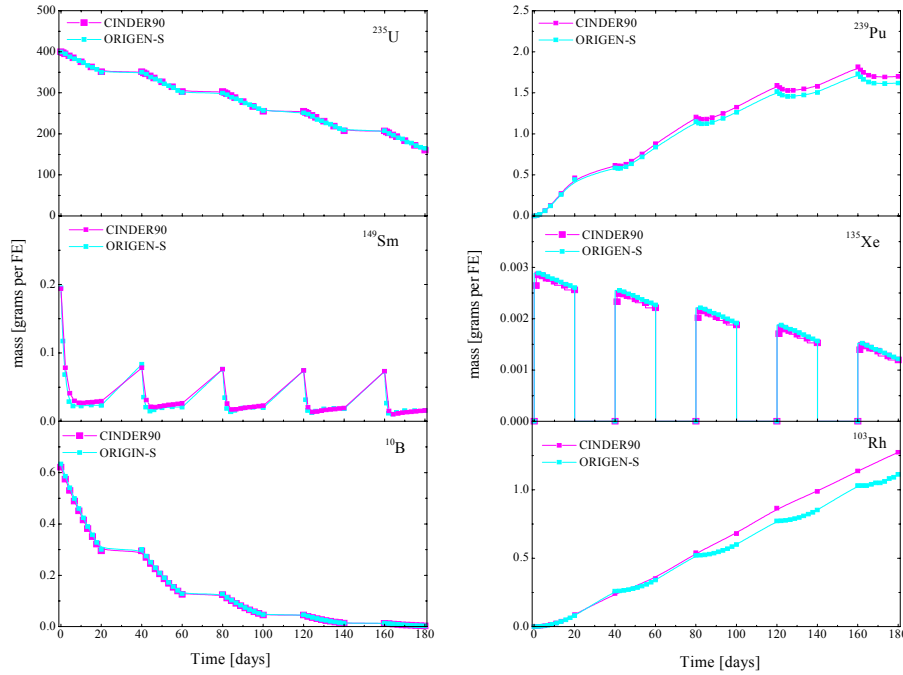 500
400
300
200
100
0
CINDER90
ORIGEN-S
²³⁵U
0.2
0.1
0.0
CINDER90
ORIGEN-S
¹⁴⁹Sm
mass [grams per FE]
0.6
0.4
0.2
0.0
CINDER90
ORIGIN-S
¹⁰B
0 20 40 60 80 100 120 140 160 180
Time [days]
2.5
2.0
1.5
1.0
0.5
0.0
CINDER90
ORIGEN-S
²³⁹Pu
0.003
0.002
0.001
0.000
CINDER90
ORIGEN-S
¹³⁵Xe
mass [grams per FE]
1.0
0.5
0.0
CINDER90
ORIGEN-S
¹⁰³Rh
0 20 40 60 80 100 120 140 160 180
Time [days]